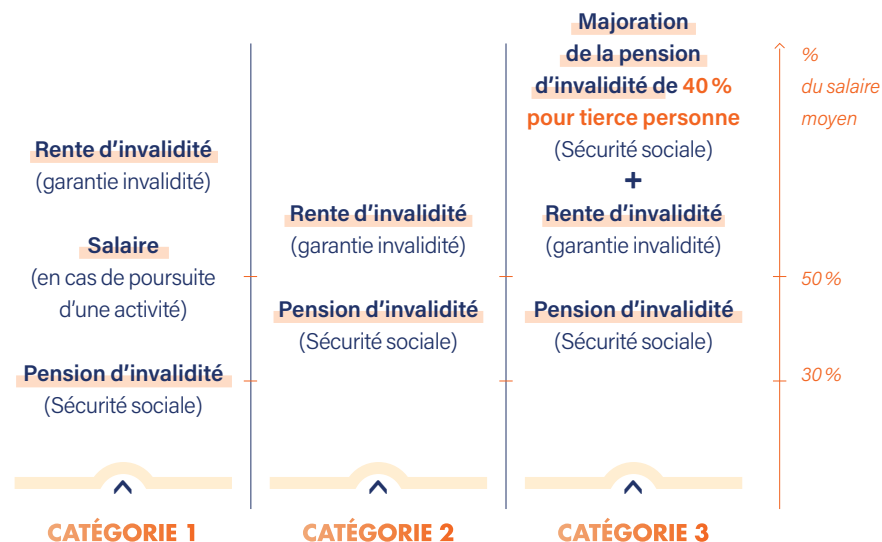 Rente d’invalidité
(garantie invalidité)
Salaire
(en cas de poursuite
d’une activité)
Pension d’invalidité
(Sécurité sociale)
CATÉGORIE 1
Rente d’invalidité
(garantie invalidité)
Pension d’invalidité
(Sécurité sociale)
CATÉGORIE 2
Majoration
de la pension
d’invalidité de 40 %
pour tierce personne
(Sécurité sociale)
+
Rente d’invalidité
(garantie invalidité)
Pension d’invalidité
(Sécurité sociale)
CATÉGORIE 3
%
du salaire
moyen
50 %
30 %